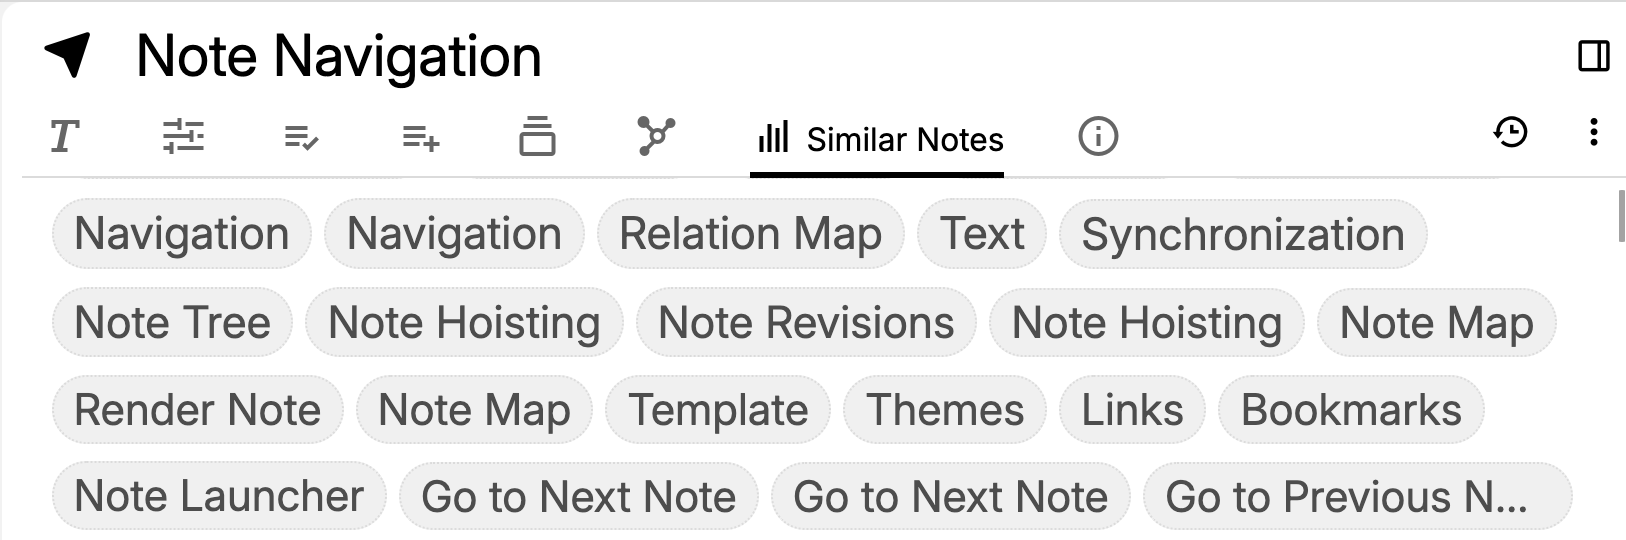 Note Navigation
Similar Notes
Navigation Navigation Relation Map Text Synchronization
Note Tree Note Hoisting Note Revisions Note Hoisting Note Map
Render Note Note Map Template Themes Links Bookmarks
Note Launcher Go to Next Note Go to Next Note Go to Previous N...